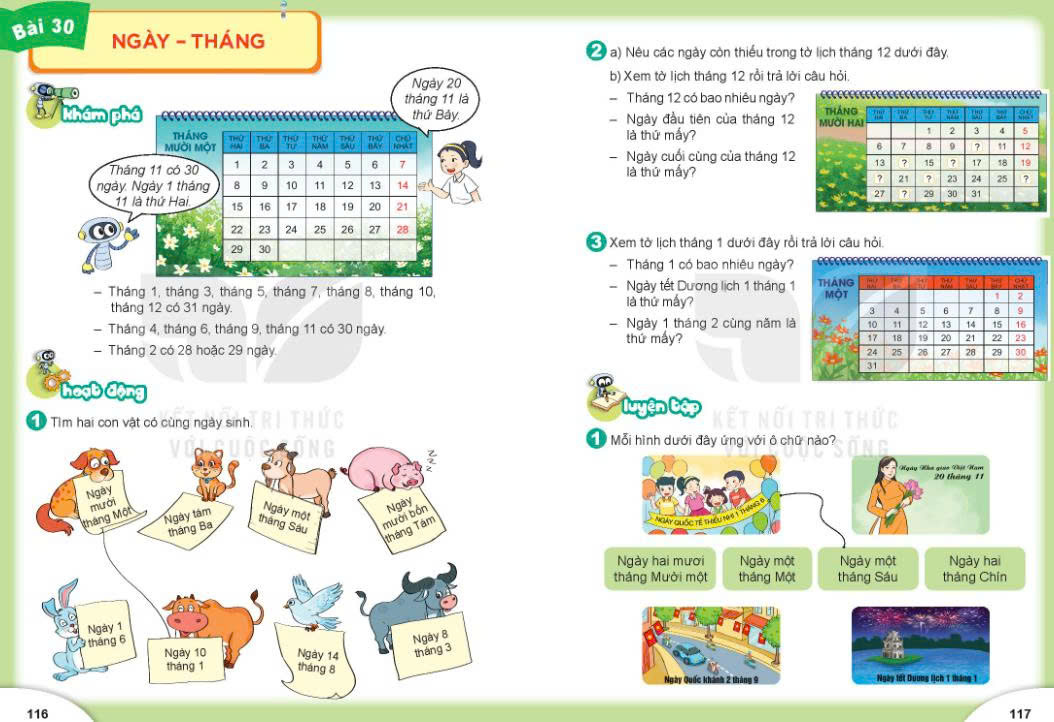 Bài 30
NGÀY – THÁNG
khám phá
Ngày 20
tháng 11 là
thứ Bảy.
Tháng 11 có 30
ngày. Ngày 1 tháng
11 là thứ Hai.
THÁNG
MƯỜI MỘT
THỨ HAI THỨ BA THỨ TƯ THỨ NĂM THỨ SÁU THỨ BẢY CHỦ NHẬT
1 2 3 4 5 6 7
8 9 10 11 12 13 14
15 16 17 18 19 20 21
22 23 24 25 26 27 28
29 30
– Tháng 1, tháng 3, tháng 5, tháng 7, tháng 8, tháng 10,
tháng 12 có 31 ngày.
– Tháng 4, tháng 6, tháng 9, tháng 11 có 30 ngày.
– Tháng 2 có 28 hoặc 29 ngày.
hoạt động
1 Tìm hai con vật có cùng ngày sinh.
Ngày
mười
tháng Một
Ngày tám
tháng Ba
Ngày một
tháng Sáu
Ngày
mười bốn
tháng Tám
Ngày 1
tháng 6
Ngày 10
tháng 1
Ngày 14
tháng 8
Ngày 8
tháng 3
KẾT NỐI TRI THỨC
VỚI CUỘC SỐNG
116
2 a) Nêu các ngày còn thiếu trong tờ lịch tháng 12 dưới đây.
b) Xem tờ lịch tháng 12 rồi trả lời câu hỏi.
– Tháng 12 có bao nhiêu ngày?
– Ngày đầu tiên của tháng 12
là thứ mấy?
– Ngày cuối cùng của tháng 12
là thứ mấy?
THÁNG
MƯỜI HAI
THỨ HAI THỨ BA THỨ TƯ THỨ NĂM THỨ SÁU THỨ BẢY CHỦ NHẬT
1 2 3 4 5
6 7 8 9 ? 11 12
13 ? 15 ? 17 18 19
? 21 ? 23 24 25 ?
27 ? 29 30 31
3 Xem tờ lịch tháng 1 dưới đây rồi trả lời câu hỏi.
– Tháng 1 có bao nhiêu ngày?
– Ngày tết Dương lịch 1 tháng 1
là thứ mấy?
– Ngày 1 tháng 2 cùng năm là
thứ mấy?
THÁNG
MỘT
THỨ HAI THỨ BA THỨ TƯ THỨ NĂM THỨ SÁU THỨ BẢY CHỦ NHẬT
1 2
3 4 5 6 7 8 9
10 11 12 13 14 15 16
17 18 19 20 21 22 23
24 25 26 27 28 29 30
31
luyện tập
1 Mỗi hình dưới đây ứng với ô chữ nào?
NGÀY QUỐC TẾ THIẾU NHI 1 THÁNG 6
Ngày Nhà giáo Việt Nam
20 tháng 11
Ngày hai mươi
tháng Mười một
Ngày một
tháng Một
Ngày một
tháng Sáu
Ngày hai
tháng Chín
Ngày Quốc khánh 2 tháng 9
Ngày tết Dương lịch 1 tháng 1
KẾT NỐI TRI THỨC
VỚI CUỘC SỐNG
117